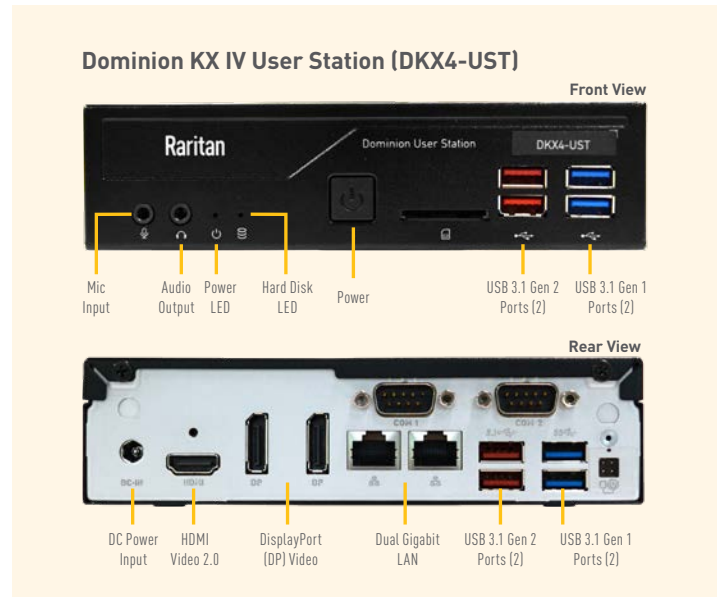 Dominion KX IV User Station (DKX4-UST)
Front View
Raritan
Dominion User Station
DKX4-UST
Mic
Input
Audio
Output
Power
LED
Hard Disk
LED
Power
USB 3.1 Gen 2
Ports (2)
USB 3.1 Gen 1
Ports (2)
Rear View
COM 1
COM 2
DC-IN
HDMI
DP
DP
DC Power
Input
HDMI
Video 2.0
DisplayPort
(DP) Video
Dual Gigabit
LAN
USB 3.1 Gen 2
Ports (2)
USB 3.1 Gen 1
Ports (2)